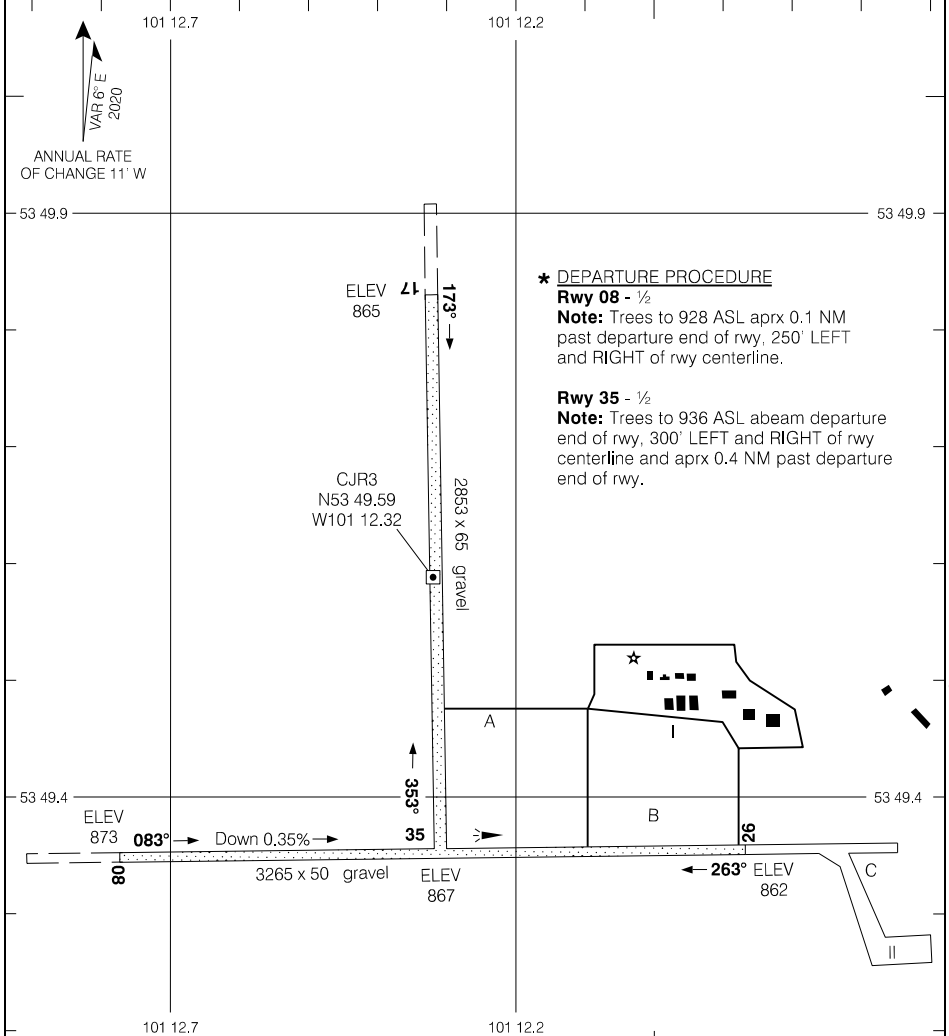 101 12.7
101 12.2
VAR 6° E
2020
ANNUAL RATE
OF CHANGE 11' W
53 49.9
53 49.9
ELEV
865
17
173°
* DEPARTURE PROCEDURE
Rwy 08 - ½
Note: Trees to 928 ASL aprx 0.1 NM
past departure end of rwy, 250' LEFT
and RIGHT of rwy centerline.
Rwy 35 - ½
Note: Trees to 936 ASL abeam departure
end of rwy, 300' LEFT and RIGHT of rwy
centerline and aprx 0.4 NM past departure
end of rwy.
CJR3
N53 49.59
W101 12.32
2853 x 65 gravel
A
I
53 49.4
53 49.4
353°
35
B
26
ELEV
873
083°
Down 0.35%
08
3265 x 50 gravel
ELEV
867
263°
ELEV
862
C
II
101 12.7
101 12.2